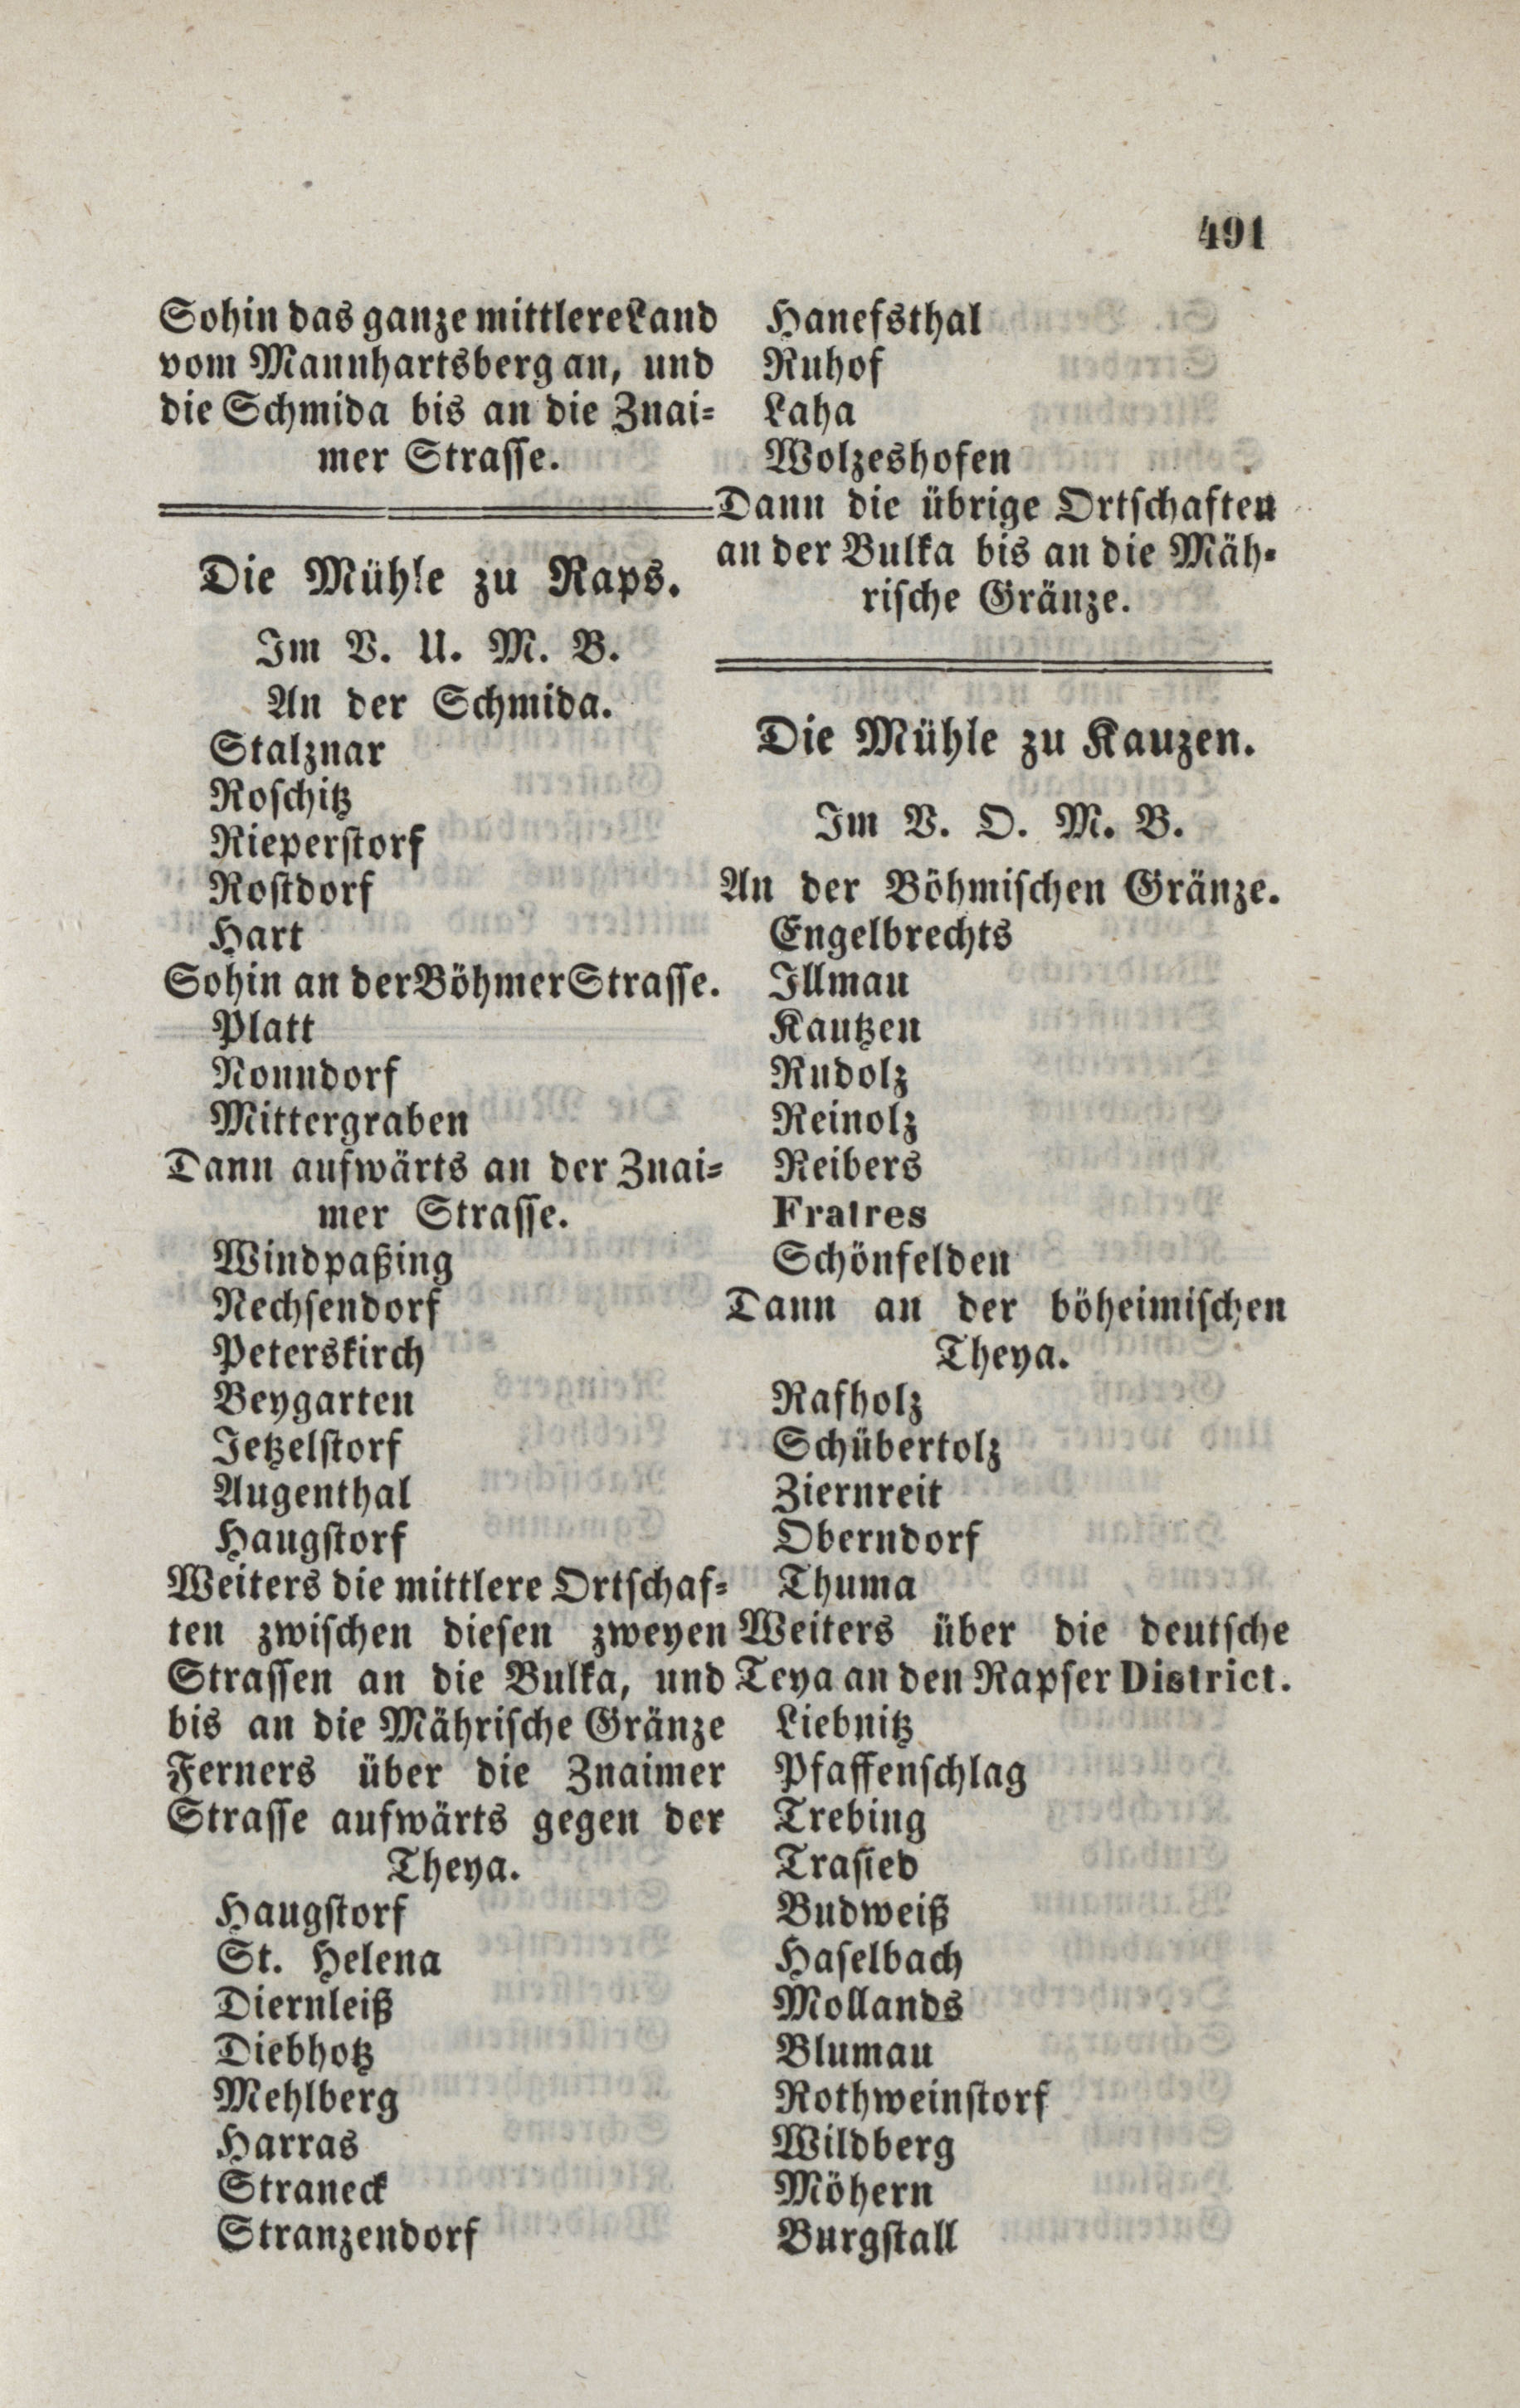 491
Sohin das ganze mittlere Land
vom Mannhartsberg an, und
die Schmida bis an die Znai-
mer Strasse.
Die Mühle zu Raps.
Im V. U. M. B.
An der Schmida.
Stalznar
Roschitz
Rieperstorf
Rostdorf
Hart
Sohin an der Böhmer Strasse.
Platt
Nonndorf
Mittergraben
Dann aufwärts an der Znai-
mer Strasse.
Windpaßing
Nechsendorf
Peterskirch
Beygarten
Jetzelstorf
Augenthal
Haugstorf
Weiters die mittlere Ortschaf-
ten zwischen diesen zweyen
Strassen an die Bulka, und
bis an die Mährische Gränze
Ferners über die Znaimer
Strasse aufwärts gegen der
Theya.
Haugstorf
St. Helena
Diernleiß
Diebhotz
Mehlberg
Harras
Straneck
Stranzendorf
Hanefsthal
Ruhof
Laha
Wolzeshofen
Dann die übrige Ortschaften
an der Bulka bis an die Mäh-
rische Gränze.
Die Mühle zu Kauzen.
Im V. O. M. B.
An der Böhmischen Gränze.
Engelbrechts
Illmau
Kautzen
Rudolz
Reinolz
Reibers
Fratres
Schönfelden
Dann an der böheimischen
Theya.
Rafholz
Schübertolz
Ziernreit
Oberndorf
Thuma
Weiters über die deutsche
Teya an den Rapser District.
Liebnitz
Pfaffenschlag
Trebing
Trasied
Budweiß
Haselbach
Mollands
Blumau
Rothweinstorf
Wildberg
Möhern
Burgstall